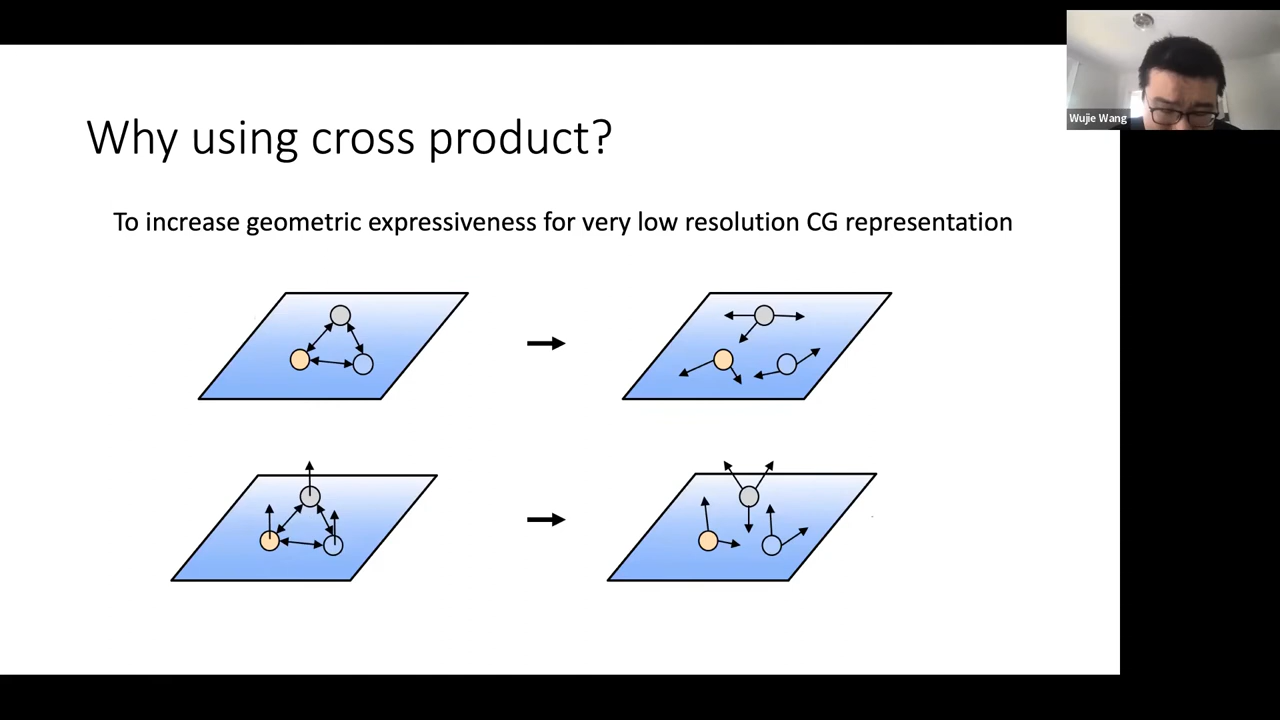 Why using cross product?
To increase geometric expressiveness for very low resolution CG representation
Wujie Wang